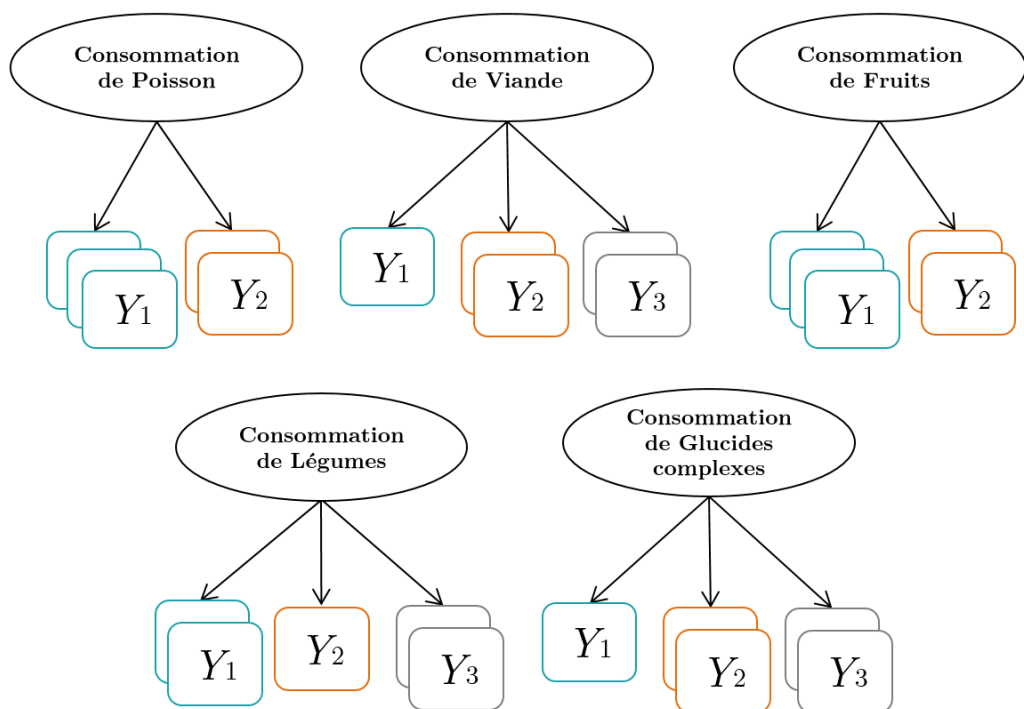 Consommation
de Poisson
Consommation
de Viande
Consommation
de Fruits
Y1
Y2
Y1
Y2
Y3
Y1
Y2
Consommation
de Légumes
Consommation
de Glucides
complexes
Y1
Y2
Y3
Y1
Y2
Y3